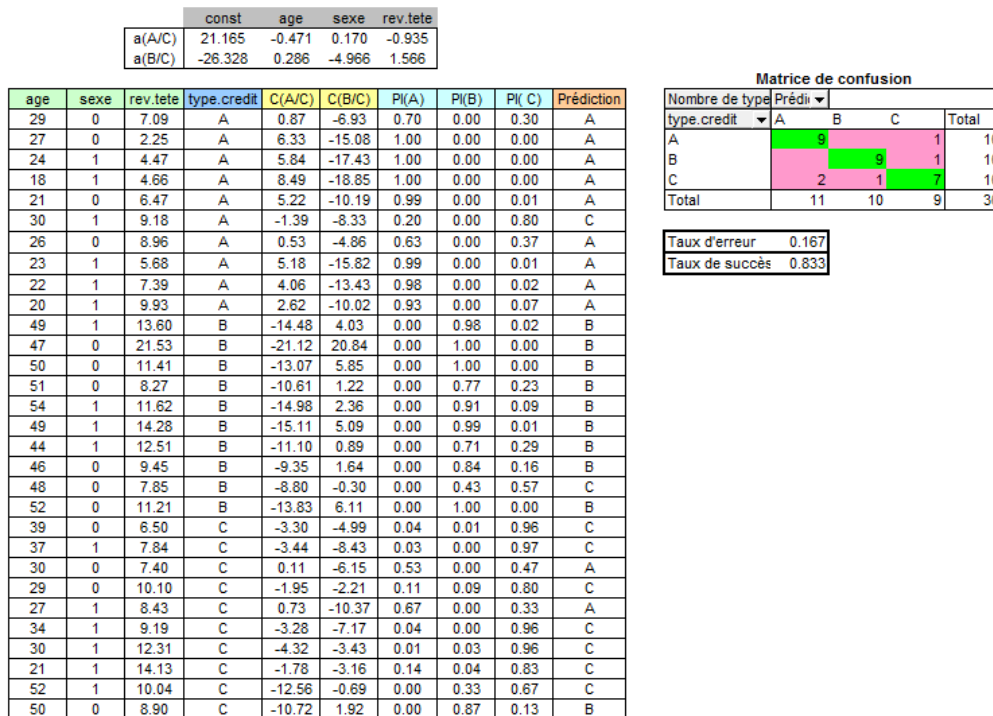 const age sexe rev.tete
a(A/C) 21.165 -0.471 0.170 -0.935
a(B/C) -26.328 0.286 -4.966 1.566
age sexe rev.tete type.credit C(A/C) C(B/C) PI(A) PI(B) PI( C) Prédiction
29 0 7.09 A 0.87 -6.93 0.70 0.00 0.30 A
27 0 2.25 A 6.33 -15.08 1.00 0.00 0.00 A
24 1 4.47 A 5.84 -17.43 1.00 0.00 0.00 A
18 1 4.66 A 8.49 -18.85 1.00 0.00 0.00 A
21 0 6.47 A 5.22 -10.19 0.99 0.00 0.01 A
30 1 9.18 A -1.39 -8.33 0.20 0.00 0.80 C
26 0 8.96 A 0.53 -4.86 0.63 0.00 0.37 A
23 1 5.68 A 5.18 -15.82 0.99 0.00 0.01 A
22 1 7.39 A 4.06 -13.43 0.98 0.00 0.02 A
20 1 9.93 A 2.62 -10.02 0.93 0.00 0.07 A
49 1 13.60 B -14.48 4.03 0.00 0.98 0.02 B
47 0 21.53 B -21.12 20.84 0.00 1.00 0.00 B
50 0 11.41 B -13.07 5.85 0.00 1.00 0.00 B
51 0 8.27 B -10.61 1.22 0.00 0.77 0.23 B
54 1 11.62 B -14.98 2.36 0.00 0.91 0.09 B
49 1 14.28 B -15.11 5.09 0.00 0.99 0.01 B
44 1 12.51 B -11.10 0.89 0.00 0.71 0.29 B
46 0 9.45 B -9.35 1.64 0.00 0.84 0.16 B
48 0 7.85 B -8.80 -0.30 0.00 0.43 0.57 C
52 0 11.21 B -13.83 6.11 0.00 1.00 0.00 B
39 0 6.50 C -3.30 -4.99 0.04 0.01 0.96 C
37 1 7.84 C -3.44 -8.43 0.03 0.00 0.97 C
30 0 7.40 C 0.11 -6.15 0.53 0.00 0.47 A
29 0 10.10 C -1.95 -2.21 0.11 0.09 0.80 C
27 1 8.43 C 0.73 -10.37 0.67 0.00 0.33 A
34 1 9.19 C -3.28 -7.17 0.04 0.00 0.96 C
30 1 12.31 C -4.32 -3.43 0.01 0.03 0.96 C
21 1 14.13 C -1.78 -3.16 0.14 0.04 0.83 C
52 1 10.04 C -12.56 -0.69 0.00 0.33 0.67 C
50 0 8.90 C -10.72 1.92 0.00 0.87 0.13 B
Matrice de confusion
Nombre de type Prédi
type.credit A B C Total
A 9 1
B 9 1
C 2 1 7
Total 11 10 9
Taux d'erreur 0.167
Taux de succès 0.833